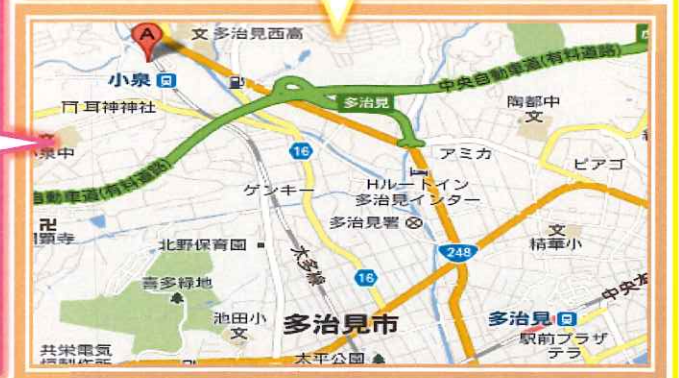 A
文 多治見西高
小泉
中央自動車道(有料道路)
多治見
陶都中
文
耳神神社
文
泉中
16
アミカ
ピアゴ
自動車道(有料道路)
ゲンキー
Hルートイン
多治見インター
卍
顕寺
多治見署
文
精華小
北野保育園
太多線
248
16
喜多緑地
中央本
池田小
文
多治見市
多治見
駅前プラザ
テラ
共栄電気
太平公園